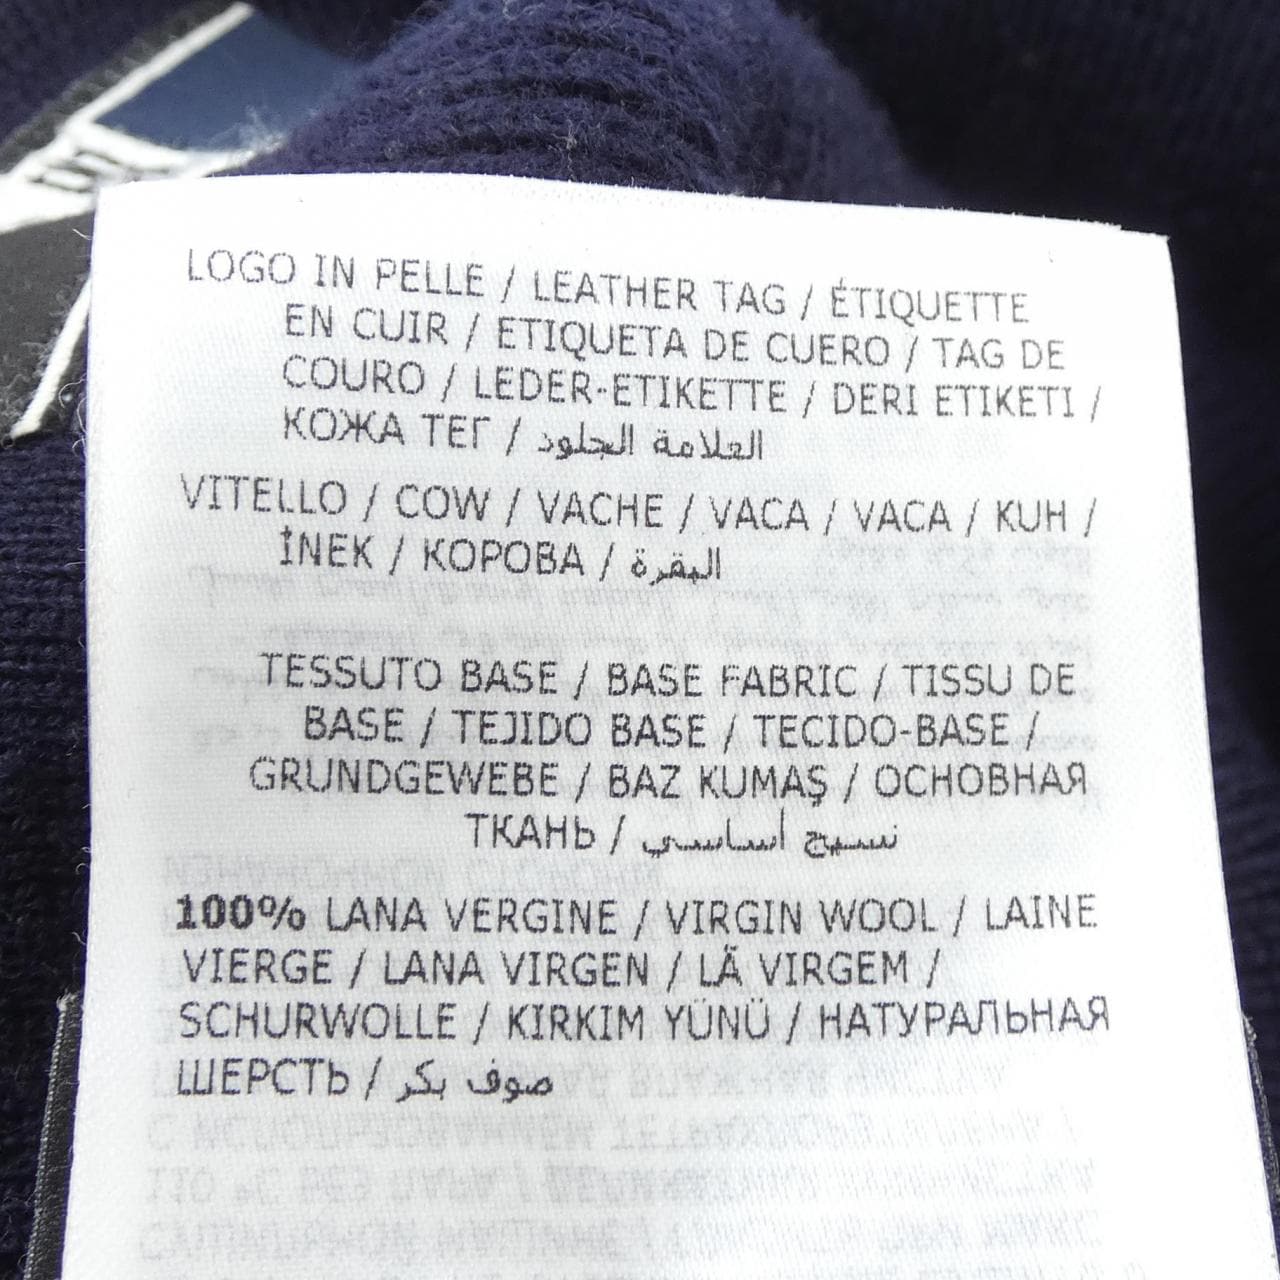 LOGO IN PELLE / LEATHER TAG / ÉTIQUETTE
EN CUIR / ETIQUETA DE CUERO / TAG DE
COURO / LEDER-ETIKETTE / DERI ETIKETI /
КОЖА ТЕГ / العلامة الجلود
VITELLO / COW / VACHE / VACA / VACA / KUH /
İNEK / КОРОВА / البقرة
TESSUTO BASE / BASE FABRIC / TISSU DE
BASE / TEJIDO BASE / TECIDO-BASE /
GRUNDGEWEBE / BAZ KUMAŞ / ОСНОВНАЯ
ТКАНЬ / نسيج أساسي
100% LANA VERGINE / VIRGIN WOOL / LAINE
VIERGE / LANA VIRGEN / LÃ VIRGEM /
SCHURWOLLE / KIRKIM YÜNÜ / НАТУРАЛЬНАЯ
ШЕРСТЬ / صوف بكر